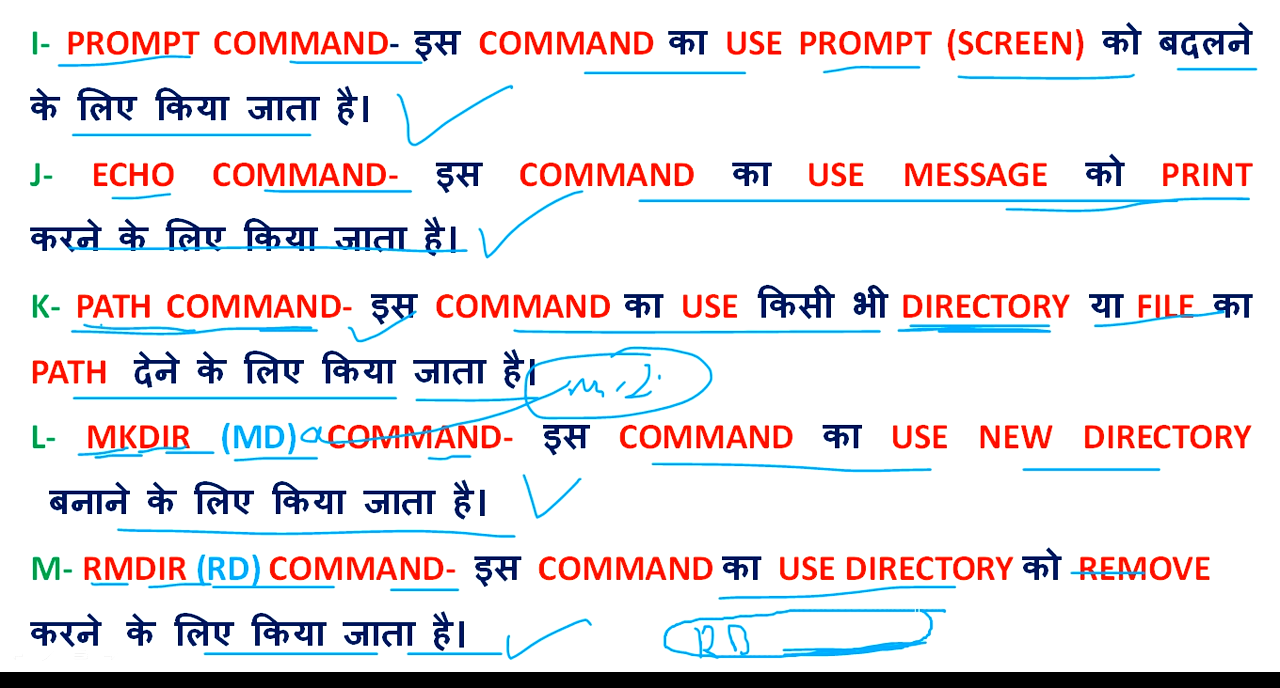 I- PROMPT COMMAND- इस COMMAND का USE PROMPT (SCREEN) को बदलने
के लिए किया जाता है।
J- ECHO COMMAND- इस COMMAND का USE MESSAGE को PRINT
करने के लिए किया जाता है।
K- PATH COMMAND- इस COMMAND का USE किसी भी DIRECTORY या FILE का
PATH देने के लिए किया जाता है।
L- MKDIR (MD) COMMAND- इस COMMAND का USE NEW DIRECTORY
बनाने के लिए किया जाता है।
M- RMDIR (RD) COMMAND- इस COMMAND का USE DIRECTORY को REMOVE
करने के लिए किया जाता है।
RD